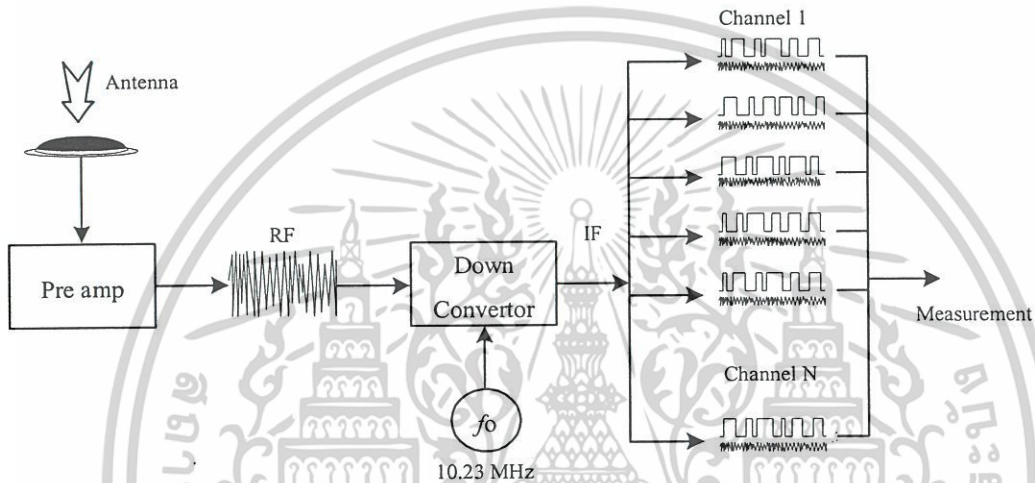 Channel 1
Antenna
RF
IF
Pre amp
Down
Convertor
Measurement
Channel N
fo
10.23 MHz